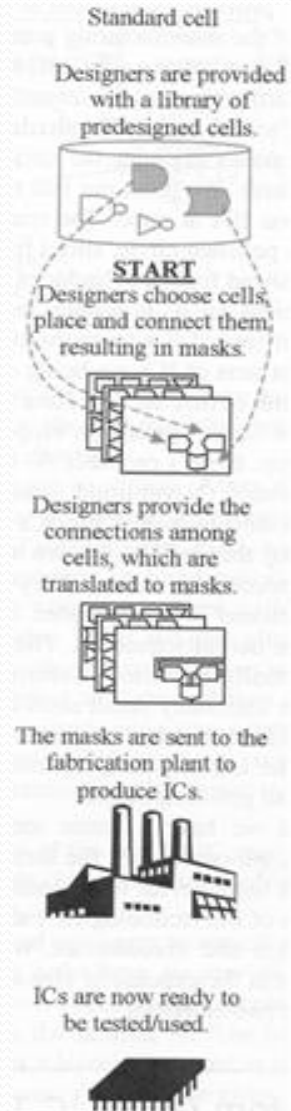 Standard cell
Designers are provided
with a library of
predesigned cells.
START
Designers choose cells,
place and connect them,
resulting in masks.
Designers provide the
connections among
cells, which are
translated to masks.
The masks are sent to the
fabrication plant to
produce ICs.
ICs are now ready to
be tested/used.